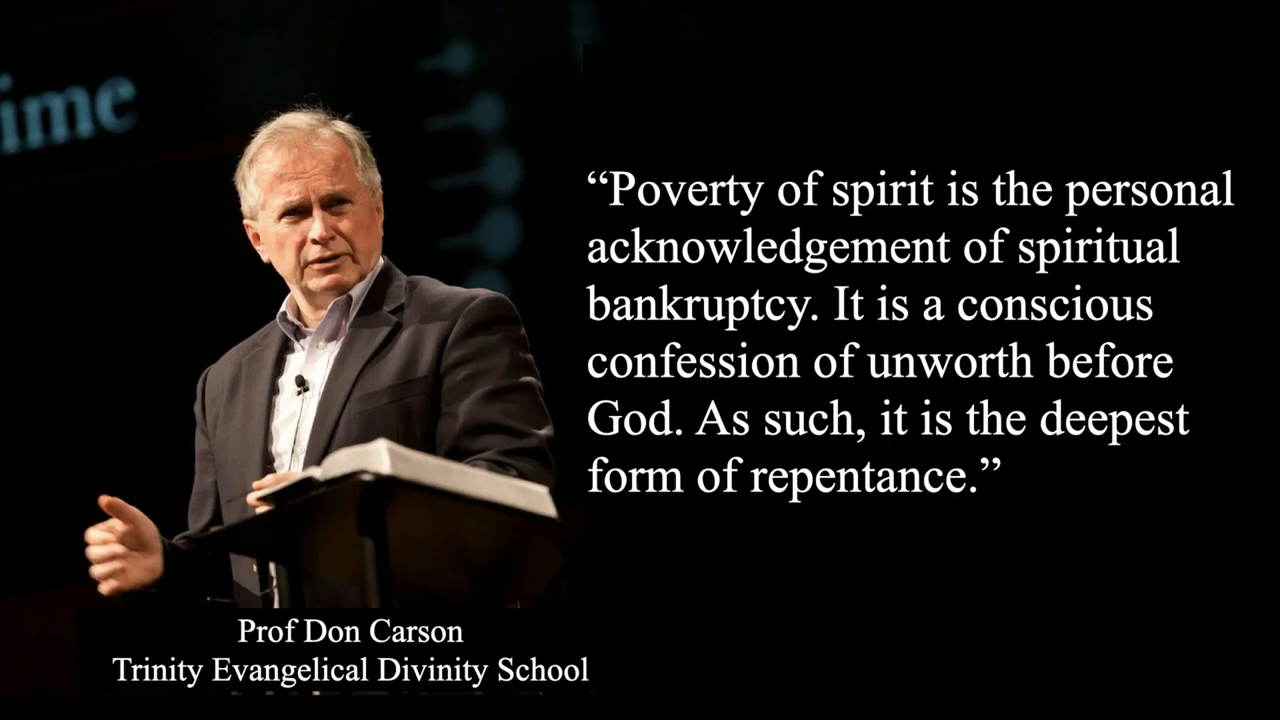 ime
“Poverty of spirit is the personal
acknowledgement of spiritual
bankruptcy. It is a conscious
confession of unworth before
God. As such, it is the deepest
form of repentance.”
Prof Don Carson
Trinity Evangelical Divinity School